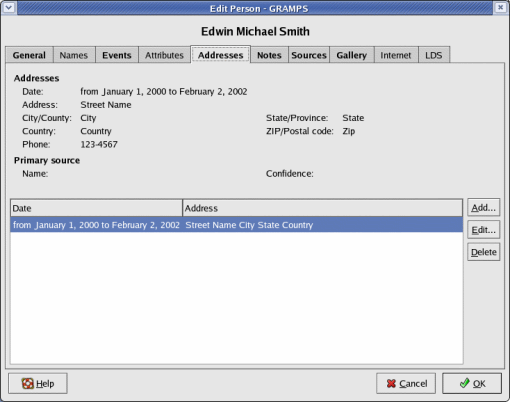 Edit Person - GRAMPS
Edwin Michael Smith
General Names Events Attributes Addresses Notes Sources Gallery Internet LDS
Addresses
Date: from January 1, 2000 to February 2, 2002
Address: Street Name
City/County: City State/Province: State
Country: Country ZIP/Postal code: Zip
Phone: 123-4567
Primary source
Name: Confidence:
Date Address Add...
from January 1, 2000 to February 2, 2002 Street Name City State Country Edit...
Delete
Help Cancel OK